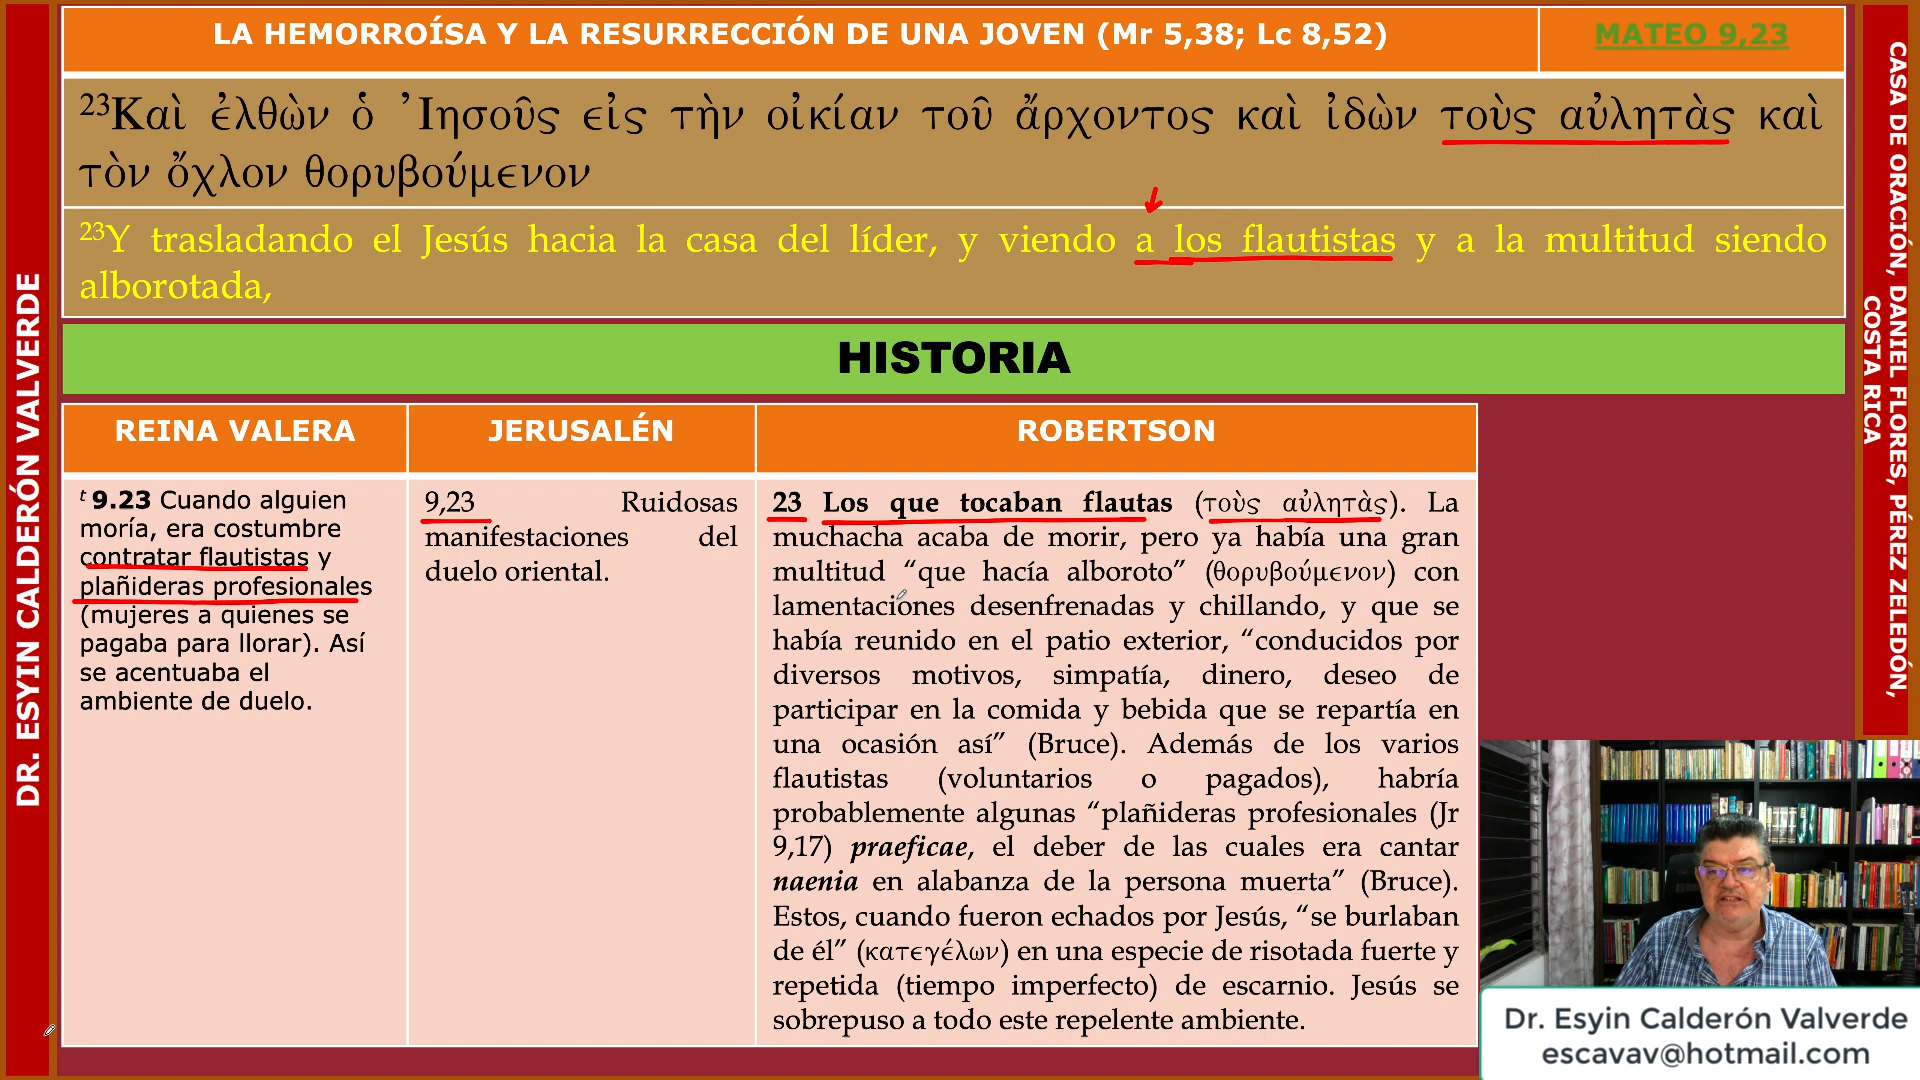 LA HEMORROÍSA Y LA RESURRECCIÓN DE UNA JOVEN (Mr 5,38; Lc 8,52)
MATEO 9,23
²³Καὶ ἐλθὼν ὁ Ἰησοῦς εἰς τὴν οἰκίαν τοῦ ἄρχοντος καὶ ἰδὼν τοὺς αὐλητὰς καὶ
τὸν ὄχλον θορυβούμενον
²³Y trasladando el Jesús hacia la casa del líder, y viendo a los flautistas y a la multitud siendo
alborotada,
HISTORIA
REINA VALERA
ᵗ 9.23 Cuando alguien
moría, era costumbre
contratar flautistas y
plañideras profesionales
(mujeres a quienes se
pagaba para llorar). Así
se acentuaba el
ambiente de duelo.
JERUSALÉN
9,23 Ruidosas
manifestaciones del
duelo oriental.
ROBERTSON
23 Los que tocaban flautas (τοὺς αὐλητὰς). La
muchacha acaba de morir, pero ya había una gran
multitud “que hacía alboroto” (θορυβούμενον) con
lamentaciones desenfrenadas y chillando, y que se
había reunido en el patio exterior, “conducidos por
diversos motivos, simpatía, dinero, deseo de
participar en la comida y bebida que se repartía en
una ocasión así” (Bruce). Además de los varios
flautistas (voluntarios o pagados), habría
probablemente algunas “plañideras profesionales (Jr
9,17) praeficae, el deber de las cuales era cantar
naenia en alabanza de la persona muerta” (Bruce).
Estos, cuando fueron echados por Jesús, “se burlaban
de él” (κατεγέλων) en una especie de risotada fuerte y
repetida (tiempo imperfecto) de escarnio. Jesús se
sobrepuso a todo este repelente ambiente.
DR. ESYIN CALDERÓN VALVERDE
CASA DE ORACIÓN, DANIEL FLORES, PÉREZ ZELEDÓN,
COSTA RICA
Dr. Esyin Calderón Valverde
escavav@hotmail.com